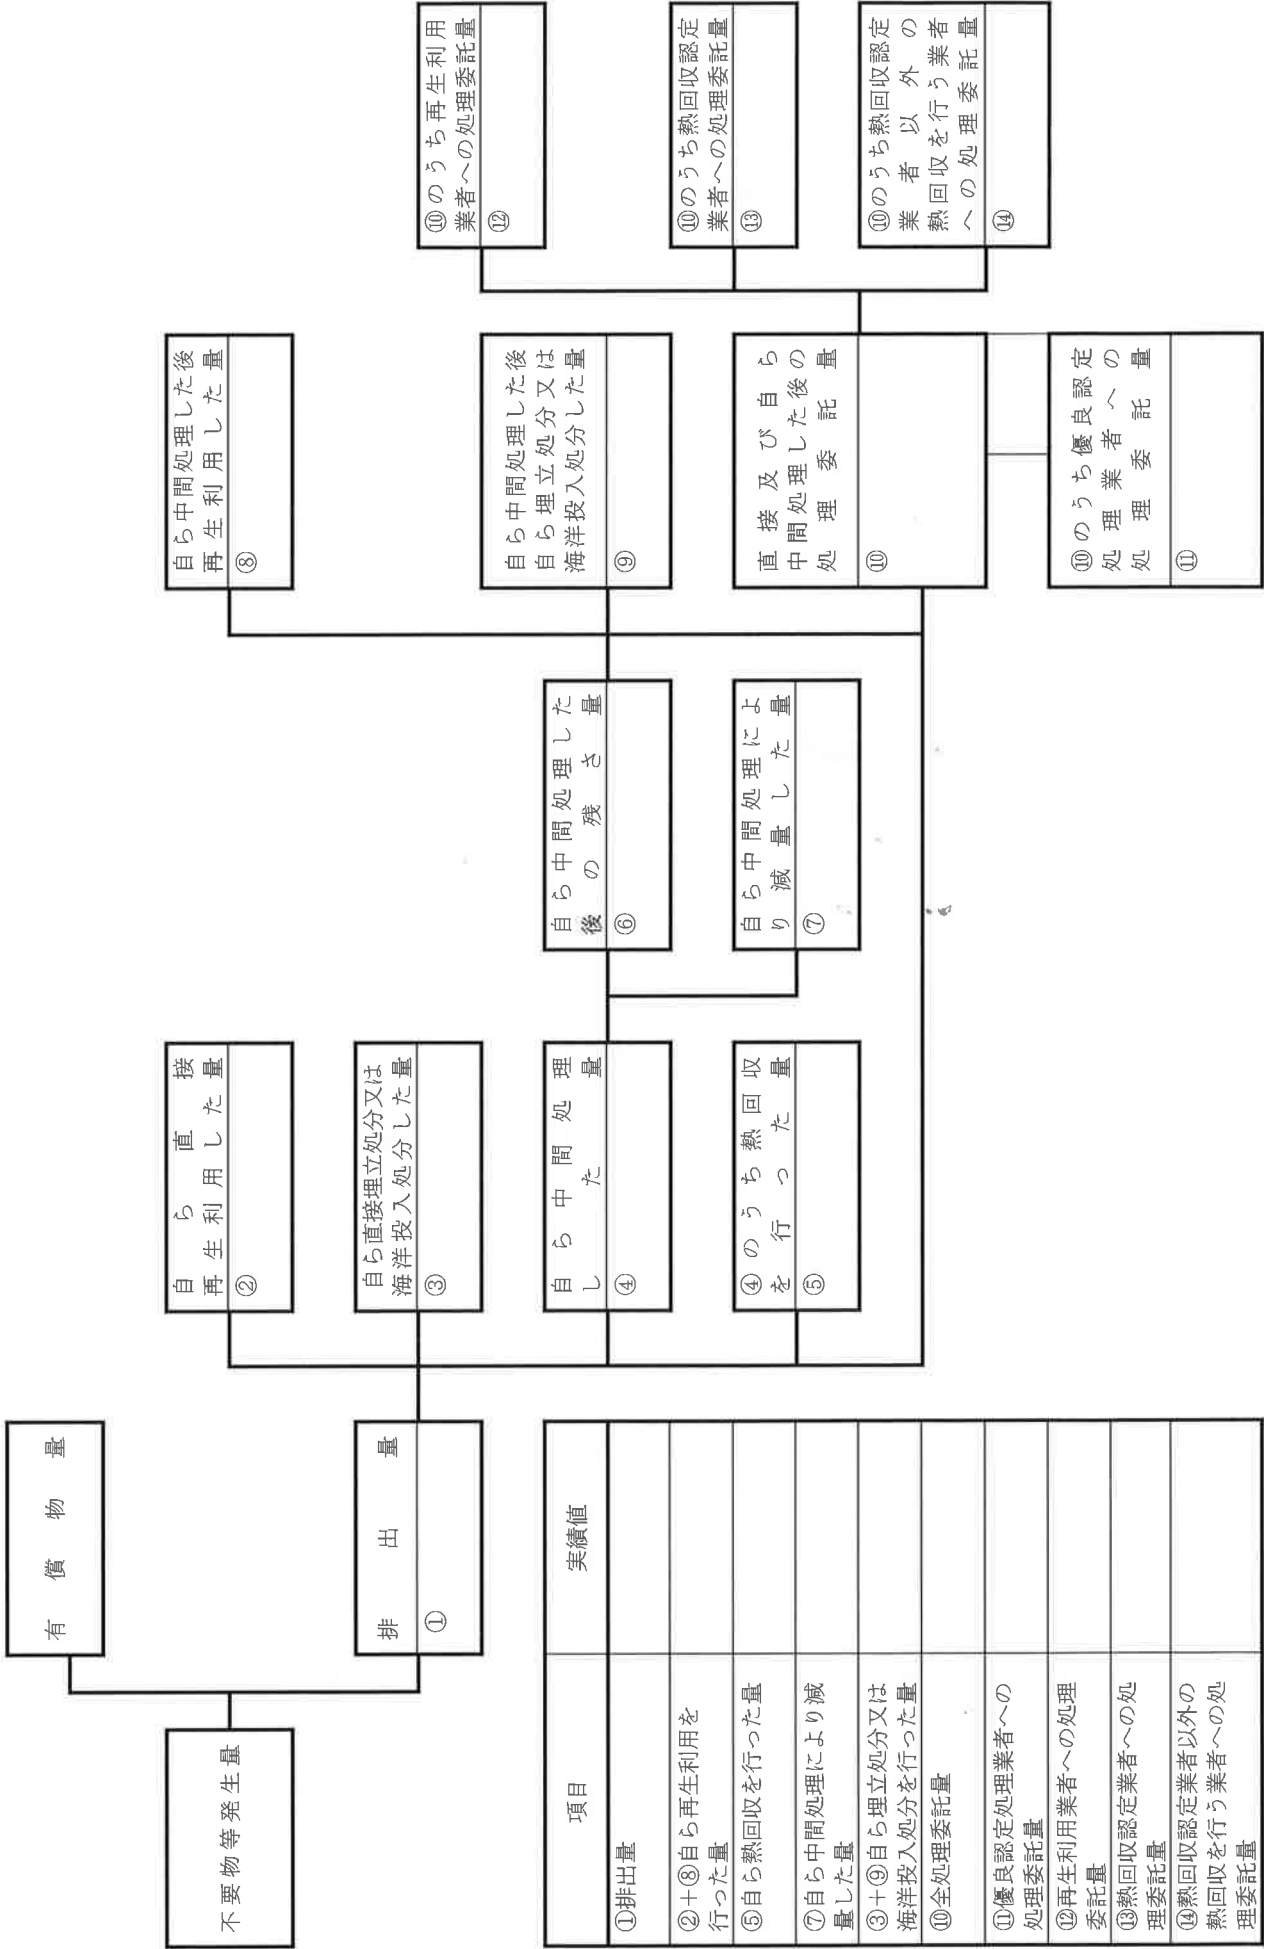 不要物等発生量
有償物量
排出量
①
自ら直接
再生利用した量
②
自ら直接埋立処分又は
海洋投入処分した量
③
自ら中間処理
した量
④
④のうち熱回収
を行った量
⑤
自ら中間処理した
後の残さ量
⑥
自ら中間処理によ
り減量した量
⑦
自ら中間処理した後
再生利用した量
⑧
自ら中間処理した後
自ら埋立処分又は
海洋投入処分した量
⑨
直接及び自ら
中間処理した後の
処理委託量
⑩
⑩のうち優良認定
処理業者への
処理委託量
⑪
⑩のうち再生利用
業者への処理委託量
⑫
⑩のうち熱回収認定
業者への処理委託量
⑬
⑩のうち熱回収認定
業者以外の
熱回収を行う業者
への処理委託量
⑭
項目
実績値
①排出量
②+⑧自ら再生利用を
行った量
⑤自ら熱回収を行った量
⑦自ら中間処理により減
量した量
③+⑨自ら埋立処分又は
海洋投入処分を行った量
⑩全処理委託量
⑪優良認定処理業者への
処理委託量
⑫再生利用業者への処理
委託量
⑬熱回収認定業者への処
理委託量
⑭熱回収認定業者以外の
熱回収を行う業者への処
理委託量